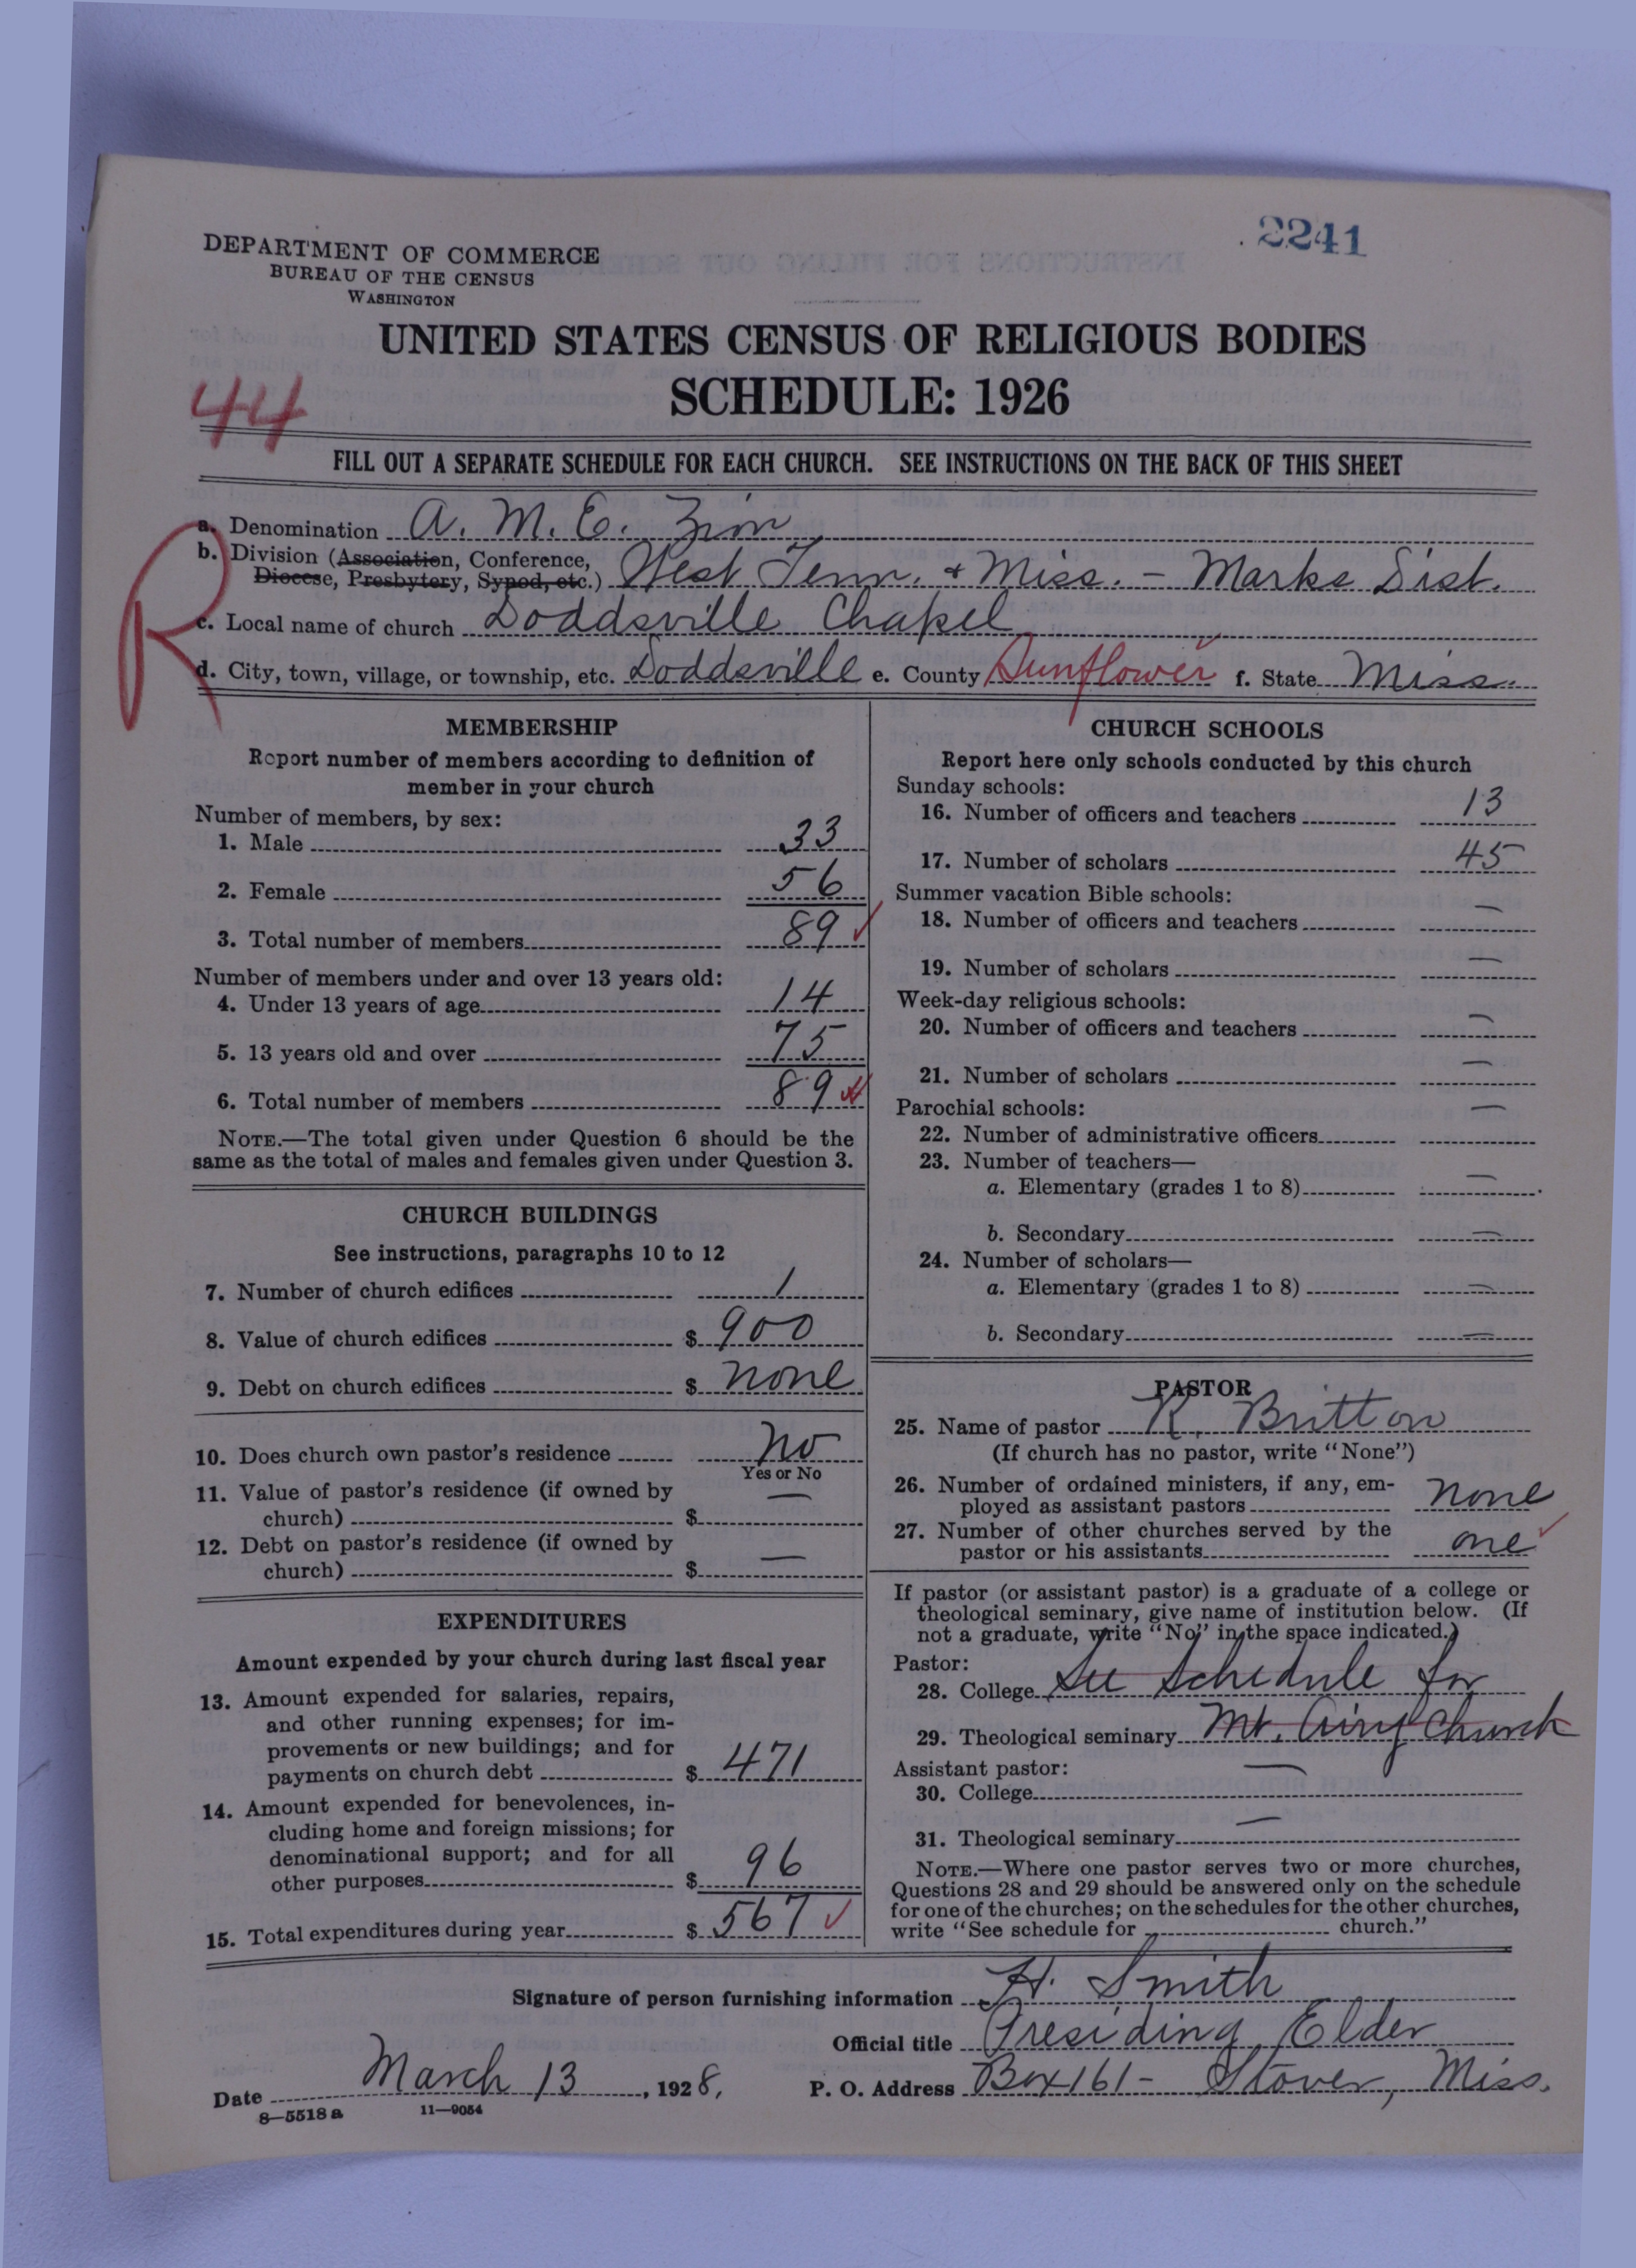 2241
DEPARTMENT OF COMMERCE
BUREAU OF THE CENSUS
WASHINGTON
UNITED STATES CENSUS OF RELIGIOUS BODIES
SCHEDULE: 1926
44
FILL OUT A SEPARATE SCHEDULE FOR EACH CHURCH. SEE INSTRUCTIONS ON THE BACK OF THIS SHEET
R
a. Denomination A. M. E. Zion
b. Division (Association, Conference, Diocese, Presbytery, Synod, etc.) West Tenn. & Miss. - Marks Dist.
c. Local name of church Doddsville Chapel
d. City, town, village, or township, etc. Doddsville e. County Sunflower f. State Miss.
MEMBERSHIP
Report number of members according to definition of
member in your church
Number of members, by sex:
1. Male 33
2. Female 56
3. Total number of members 89
Number of members under and over 13 years old:
4. Under 13 years of age 14
5. 13 years old and over 75
6. Total number of members 89
NOTE.—The total given under Question 6 should be the
same as the total of males and females given under Question 3.
CHURCH BUILDINGS
See instructions, paragraphs 10 to 12
7. Number of church edifices 1
8. Value of church edifices $ 900
9. Debt on church edifices $ none
10. Does church own pastor's residence no
Yes or No
11. Value of pastor's residence (if owned by
church) $ —
12. Debt on pastor's residence (if owned by
church) $ —
EXPENDITURES
Amount expended by your church during last fiscal year
13. Amount expended for salaries, repairs,
and other running expenses; for im-
provements or new buildings; and for
payments on church debt $ 471
14. Amount expended for benevolences, in-
cluding home and foreign missions; for
denominational support; and for all
other purposes $ 96
15. Total expenditures during year $ 567
CHURCH SCHOOLS
Report here only schools conducted by this church
Sunday schools:
16. Number of officers and teachers 13
17. Number of scholars 45
Summer vacation Bible schools:
18. Number of officers and teachers —
19. Number of scholars —
Week-day religious schools:
20. Number of officers and teachers —
21. Number of scholars —
Parochial schools:
22. Number of administrative officers —
23. Number of teachers—
a. Elementary (grades 1 to 8) —
b. Secondary —
24. Number of scholars—
a. Elementary (grades 1 to 8) —
b. Secondary —
PASTOR
25. Name of pastor R. Britton
(If church has no pastor, write "None")
26. Number of ordained ministers, if any, em-
ployed as assistant pastors none
27. Number of other churches served by the
pastor or his assistants one
If pastor (or assistant pastor) is a graduate of a college or
theological seminary, give name of institution below. (If
not a graduate, write "No" in the space indicated.)
Pastor:
28. College See Schedule for
29. Theological seminary Mt. Airy Church
Assistant pastor:
30. College —
31. Theological seminary —
NOTE.—Where one pastor serves two or more churches,
Questions 28 and 29 should be answered only on the schedule
for one of the churches; on the schedules for the other churches,
write "See schedule for church."
Signature of person furnishing information H. Smith
Official title Presiding Elder
Date March 13, 1928, P. O. Address Box 161 - Stover, Miss.
8—5518a 11—9054